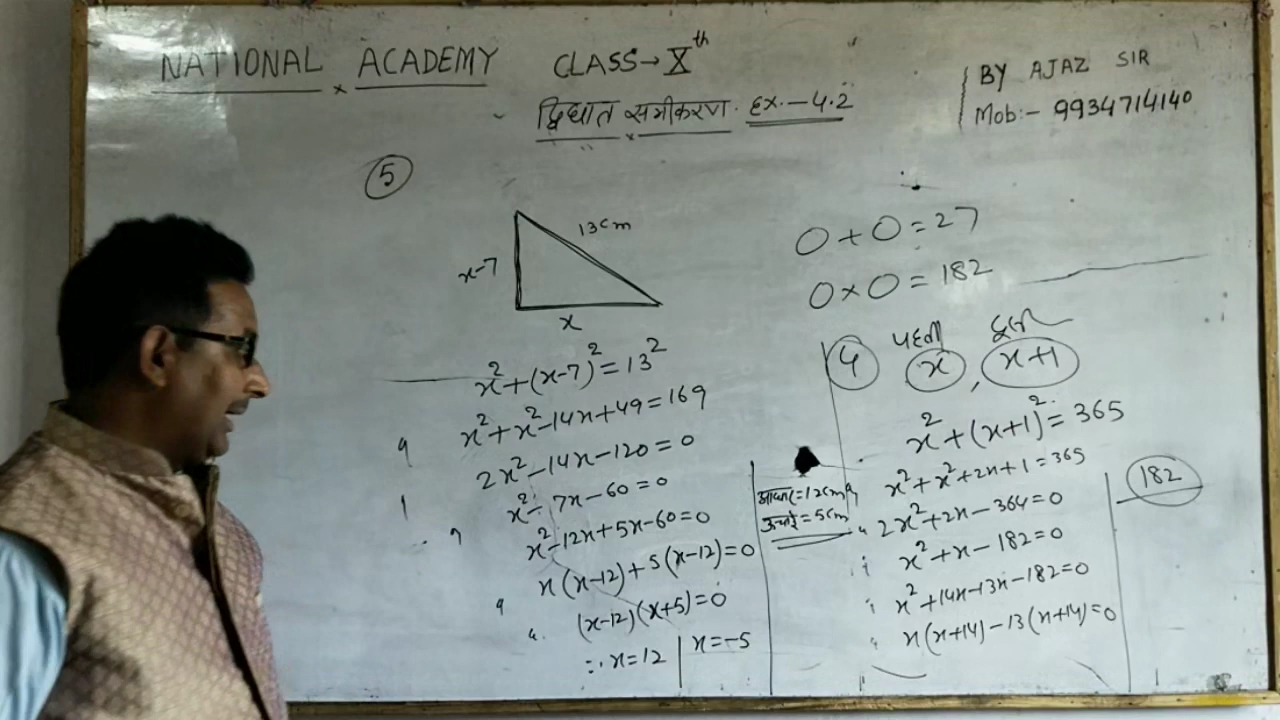 NATIONAL ACADEMY CLASS→X^th
BY AJAZ SIR
Mob:- 9934714140
द्विघात समीकरण. Ex.-4.2
5
13cm
x-7
x
x²+(x-7)²=13²
x²+x²-14x+49=169
2x²-14x-120=0
x²-7x-60=0
x²-12x+5x-60=0
x(x-12)+5(x-12)=0
(x-12)(x+5)=0
∴x=12 | x=-5
आधार=12cm
ऊंचाई=5cm
0+0=27
0×0=182
4
पहली
x, x+1
x²+(x+1)²=365
x²+x²+2x+1=365
2x²+2x-364=0
x²+x-182=0
x²+14x-13x-182=0
x(x+14)-13(x+14)=0
182